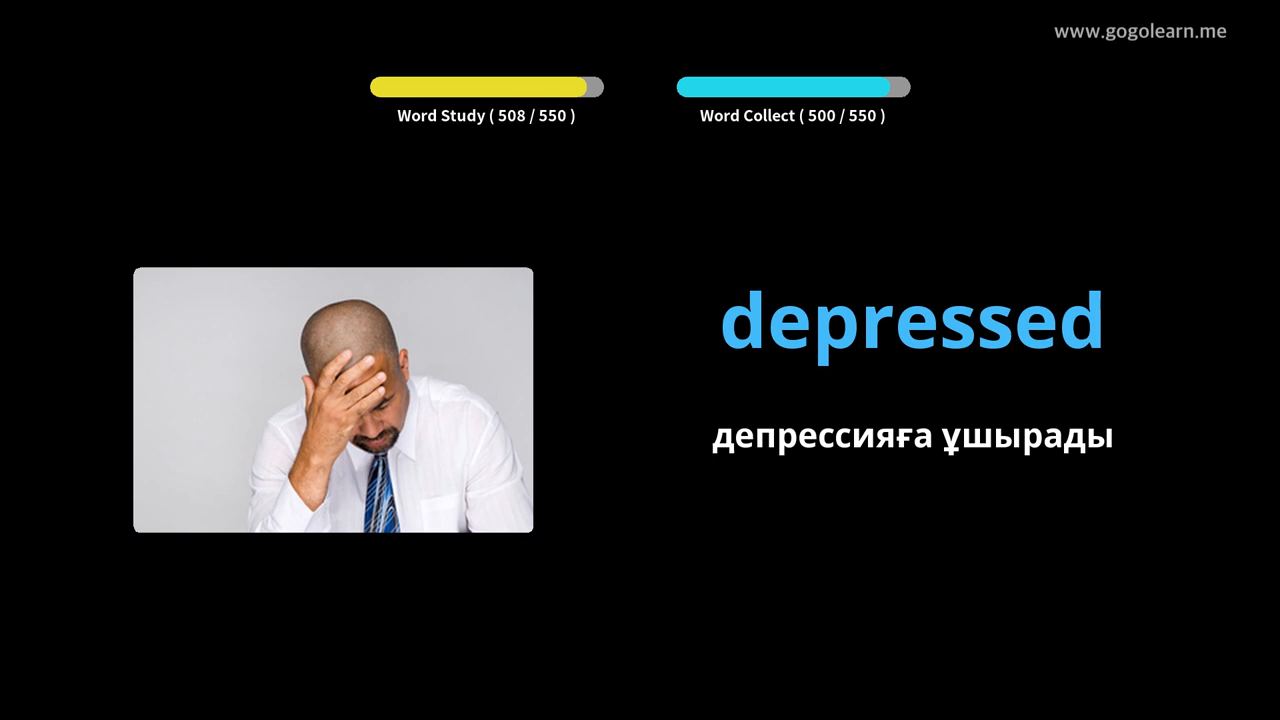 www.gogolearn.me
Word Study ( 508 / 550 )
Word Collect ( 500 / 550 )
depressed
депрессияға ұшырады